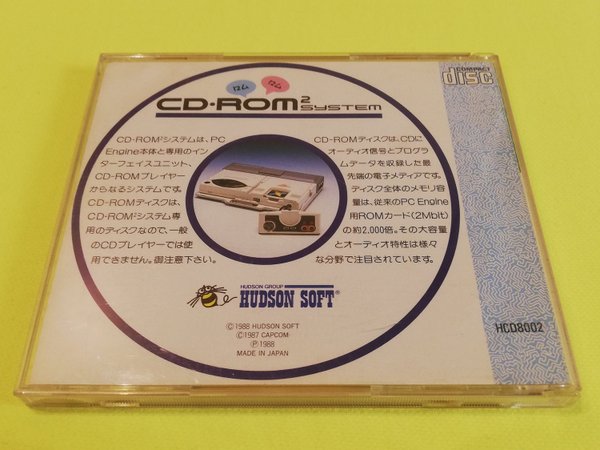 COMPACT
disc
ロム ロム
CD-ROM2
SYSTEM
CD-ROM2システムは、PC
Engine本体と専用のイン
ターフェイスユニット、
CD-ROMプレイヤー
からなるシステムです。
CD-ROMディスクは、
CD-ROM2システム専
用のディスクなので、一般
のCDプレイヤーでは使
用できません。御注意下さい。
CD-ROMディスクは、CDに
オーディオ信号とプログラ
ムデータを収録した最
先端の電子メディアです。
ディスク全体のメモリ容
量は、従来のPC Engine
用ROMカード(2Mbit)
の約2,000倍。その大容量
とオーディオ特性は様々
な分野で注目されています。
HUDSON GROUP
HUDSON SOFT®
©1988 HUDSON SOFT
©1987 CAPCOM
℗1988
MADE IN JAPAN
HCD8002